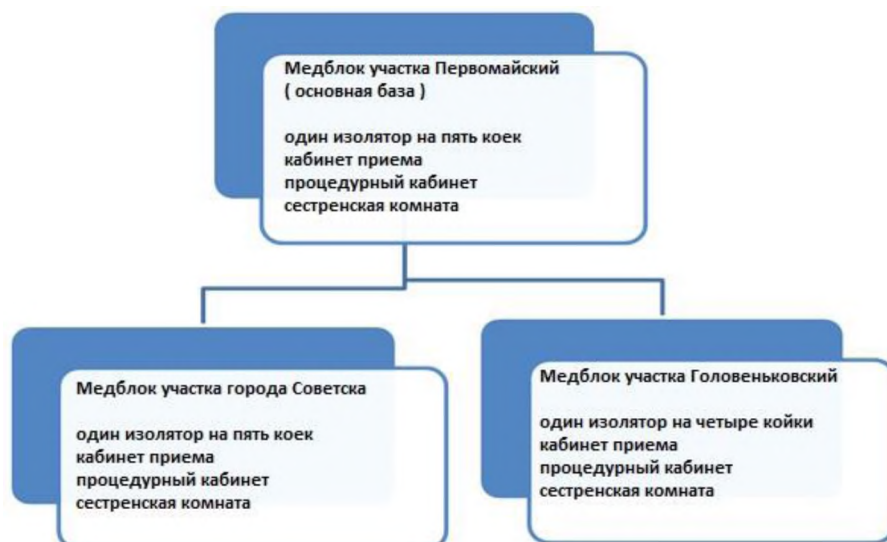 Медблок участка Первомайский
( основная база )
один изолятор на пять коек
кабинет приема
процедурный кабинет
сестренская комната
Медблок участка города Советска
один изолятор на пять коек
кабинет приема
процедурный кабинет
сестренская комната
Медблок участка Головеньковский
один изолятор на четыре койки
кабинет приема
процедурный кабинет
сестренская комната